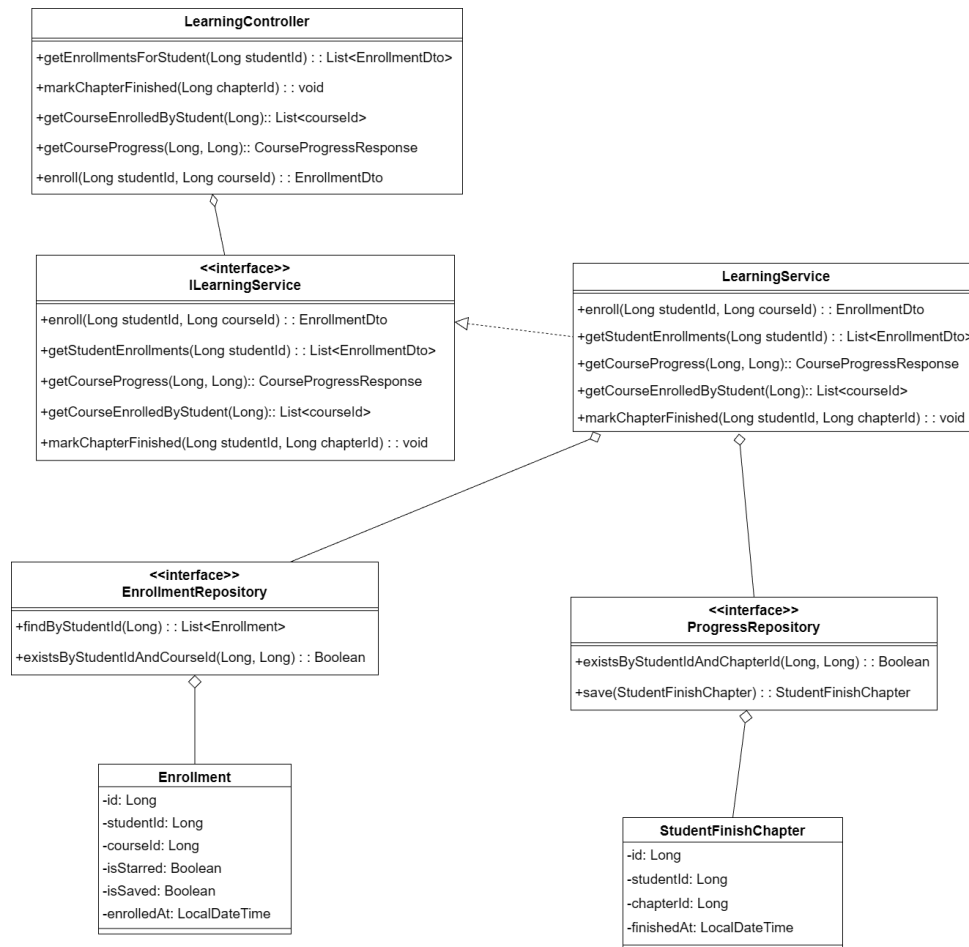 LearningController
+getEnrollmentsForStudent(Long studentId) : : List<EnrollmentDto>
+markChapterFinished(Long chapterId) : : void
+getCourseEnrolledByStudent(Long):: List<courseId>
+getCourseProgress(Long, Long):: CourseProgressResponse
+enroll(Long studentId, Long courseId) : : EnrollmentDto
<<interface>>
ILearningService
+enroll(Long studentId, Long courseId) : : EnrollmentDto
+getStudentEnrollments(Long studentId) : : List<EnrollmentDto>
+getCourseProgress(Long, Long):: CourseProgressResponse
+getCourseEnrolledByStudent(Long):: List<courseId>
+markChapterFinished(Long studentId, Long chapterId) : : void
LearningService
+enroll(Long studentId, Long courseId) : : EnrollmentDto
+getStudentEnrollments(Long studentId) : : List<EnrollmentDto>
+getCourseProgress(Long, Long):: CourseProgressResponse
+getCourseEnrolledByStudent(Long):: List<courseId>
+markChapterFinished(Long studentId, Long chapterId) : : void
<<interface>>
EnrollmentRepository
+findByStudentId(Long) : : List<Enrollment>
+existsByStudentIdAndCourseId(Long, Long) : : Boolean
<<interface>>
ProgressRepository
+existsByStudentIdAndChapterId(Long, Long) : : Boolean
+save(StudentFinishChapter) : : StudentFinishChapter
Enrollment
-id: Long
-studentId: Long
-courseId: Long
-isStarred: Boolean
-isSaved: Boolean
-enrolledAt: LocalDateTime
StudentFinishChapter
-id: Long
-studentId: Long
-chapterId: Long
-finishedAt: LocalDateTime